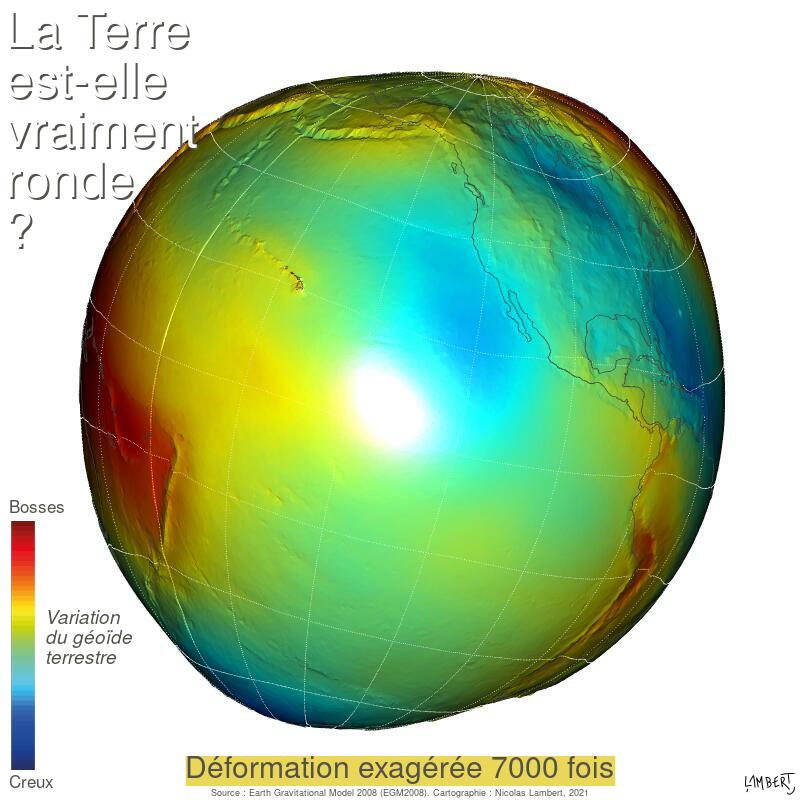 La Terre
est-elle
vraiment
ronde
?
Bosses
Variation
du géoïde
terrestre
Creux
Déformation exagérée 7000 fois
Source : Earth Gravitational Model 2008 (EGM2008). Cartographie : Nicolas Lambert, 2021
LAMBERT